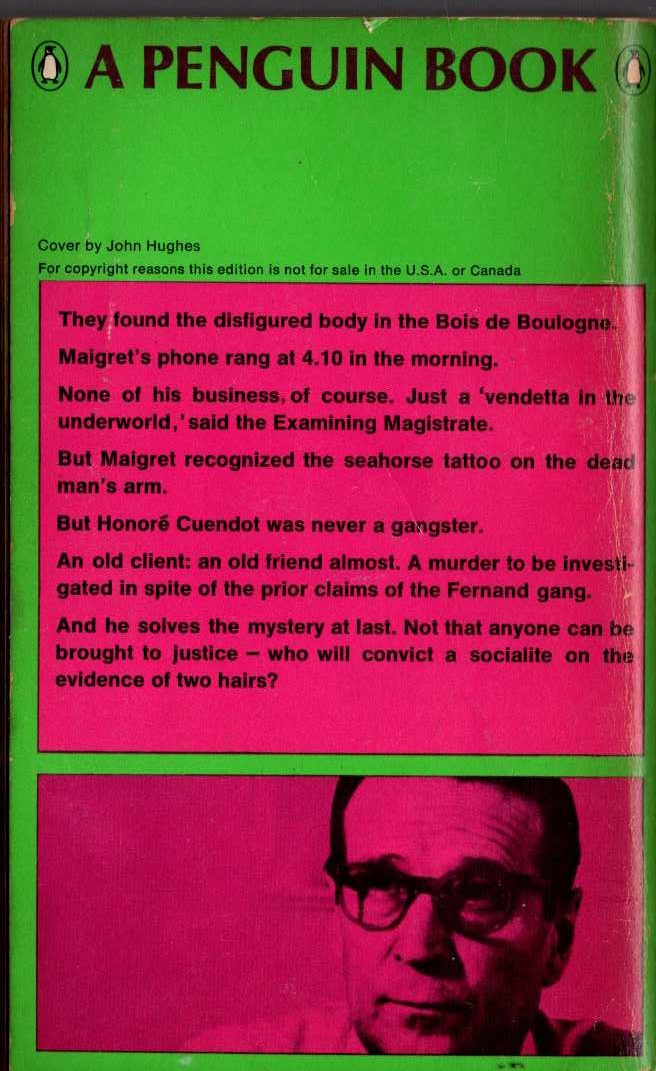 A PENGUIN BOOK
Cover by John Hughes
For copyright reasons this edition is not for sale in the U.S.A. or Canada
They found the disfigured body in the Bois de Boulogne.
Maigret's phone rang at 4.10 in the morning.
None of his business, of course. Just a ‘vendetta in the
underworld,’ said the Examining Magistrate.
But Maigret recognized the seahorse tattoo on the dead
man's arm.
But Honoré Cuendot was never a gangster.
An old client: an old friend almost. A murder to be investi-
gated in spite of the prior claims of the Fernand gang.
And he solves the mystery at last. Not that anyone can be
brought to justice – who will convict a socialite on the
evidence of two hairs?